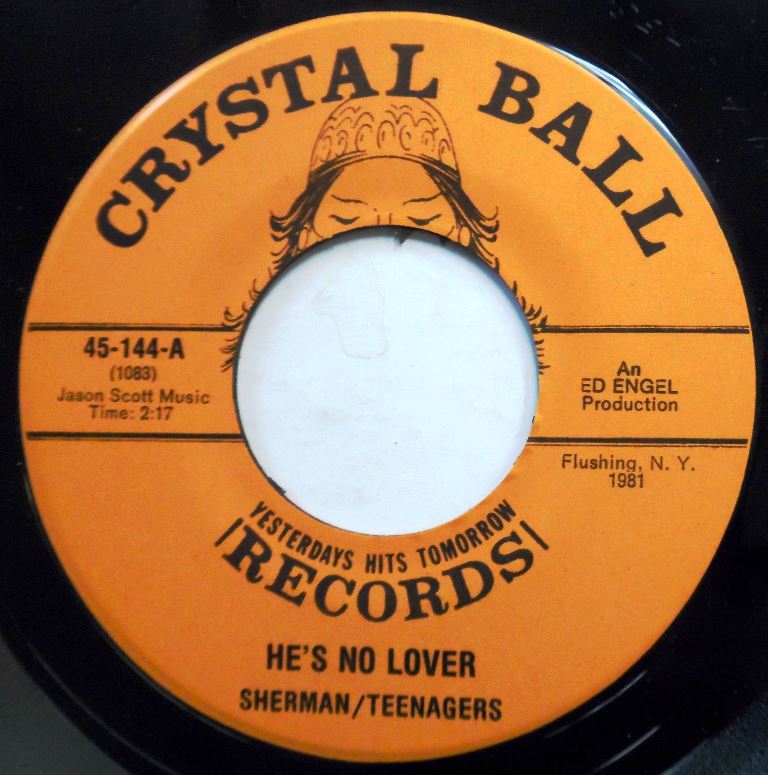 CRYSTAL BALL
45-144-A
(1083)
Jason Scott Music
Time: 2:17
An
ED ENGEL
Production
Flushing, N. Y.
1981
YESTERDAYS HITS TOMORROW
RECORDS
HE'S NO LOVER
SHERMAN/TEENAGERS